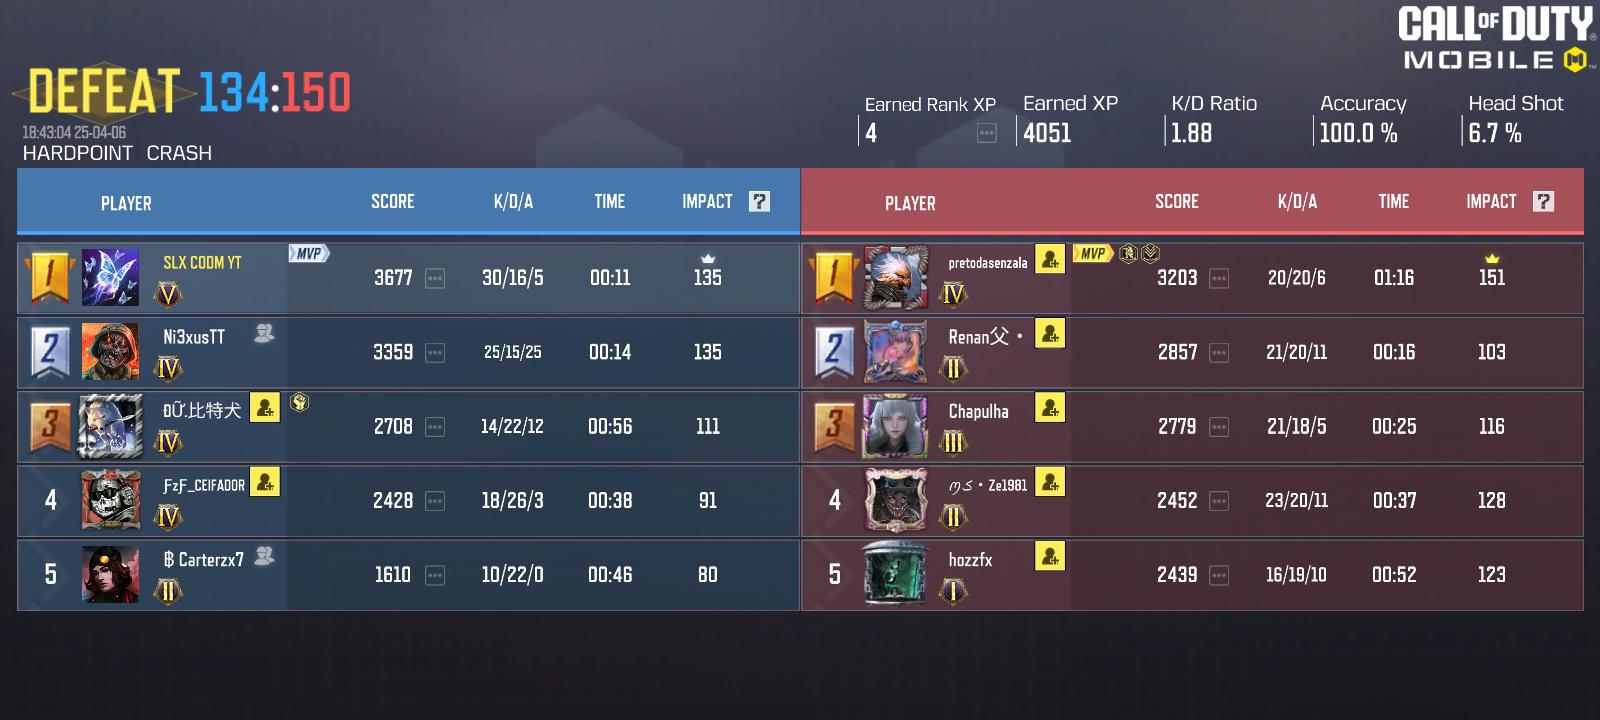 CALL OF DUTY
MOBILE
DEFEAT 134:150
18:43:04 25-04-06
HARDPOINT CRASH
Earned Rank XP Earned XP K/D Ratio Accuracy Head Shot
4 4051 1.88 100.0 % 6.7 %
PLAYER SCORE K/D/A TIME IMPACT ?
1 SLX CODM YT MVP 3677 30/16/5 00:11 135
V
2 Ni3xusTT 3359 25/15/25 00:14 135
IV
3 ĐỮ.比特犬 2708 14/22/12 00:56 111
IV
4 ƑƶƑ_CEIFADOR 2428 18/26/3 00:38 91
IV
5 ฿ Carterzx7 1610 10/22/0 00:46 80
II
PLAYER SCORE K/D/A TIME IMPACT ?
1 pretodasenzala MVP 3203 20/20/6 01:16 151
IV
2 Renan父・ 2857 21/20/11 00:16 103
II
3 Chapulha 2779 21/18/5 00:25 116
III
4 Ze1981 2452 23/20/11 00:37 128
II
5 hozzfx 2439 16/19/10 00:52 123
I